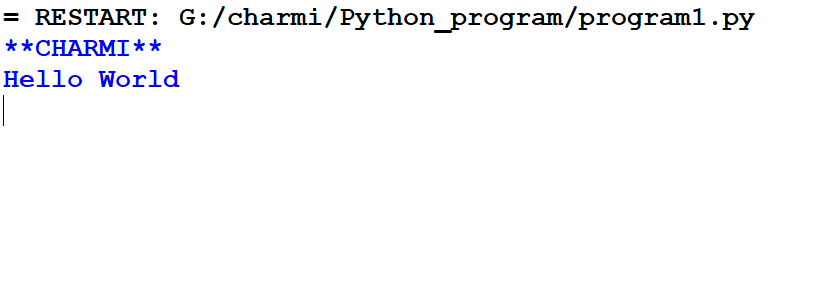 = RESTART: G:/charmi/Python_program/program1.py
**CHARMI**
Hello World